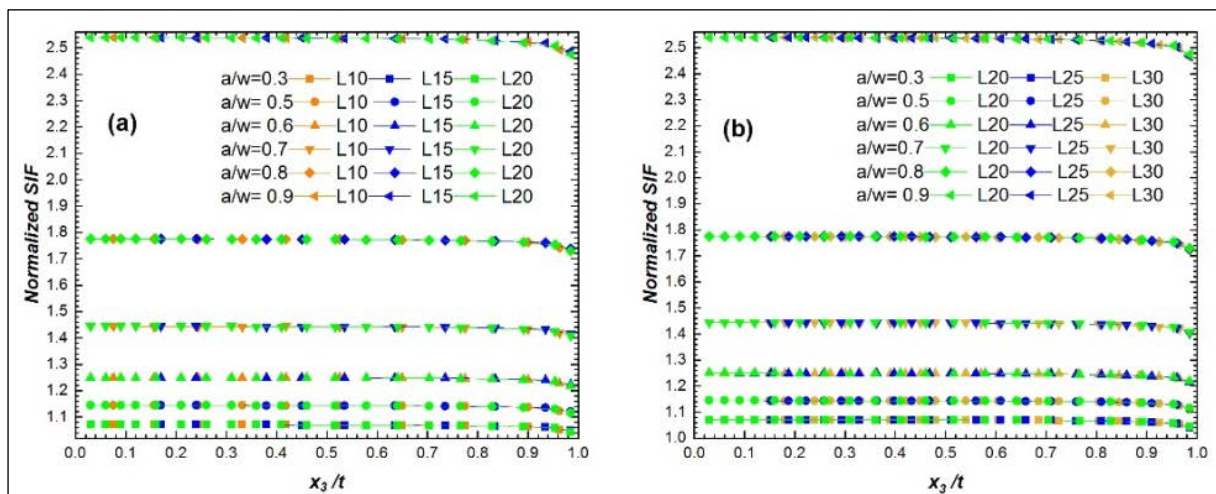 (a)
Normalized SIF
2.5
2.4
2.3
2.2
2.1
2.0
1.9
1.8
1.7
1.6
1.5
1.4
1.3
1.2
1.1
a/w=0.3 L10 L15 L20
a/w= 0.5 L10 L15 L20
a/w= 0.6 L10 L15 L20
a/w=0.7 L10 L15 L20
a/w=0.8 L10 L15 L20
a/w= 0.9 L10 L15 L20
0.0 0.1 0.2 0.3 0.4 0.5 0.6 0.7 0.8 0.9 1.0
x3/t
(b)
Normalized SIF
2.5
2.4
2.3
2.2
2.1
2.0
1.9
1.8
1.7
1.6
1.5
1.4
1.3
1.2
1.1
1.0
a/w=0.3 L20 L25 L30
a/w= 0.5 L20 L25 L30
a/w= 0.6 L20 L25 L30
a/w=0.7 L20 L25 L30
a/w=0.8 L20 L25 L30
a/w= 0.9 L20 L25 L30
0.0 0.1 0.2 0.3 0.4 0.5 0.6 0.7 0.8 0.9 1.0
x3/t